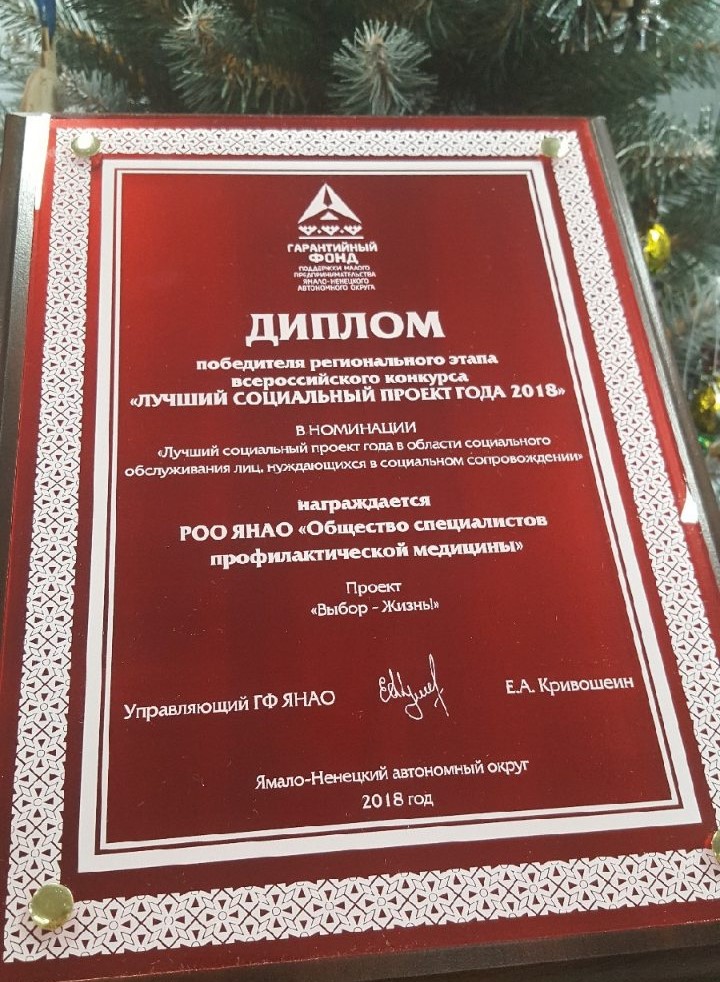 ГАРАНТИЙНЫЙ
ФОНД
ПОДДЕРЖКИ МАЛОГО
ПРЕДПРИНИМАТЕЛЬСТВА
ЯМАЛО-НЕНЕЦКОГО
АВТОНОМНОГО ОКРУГА
ДИПЛОМ
победителя регионального этапа
всероссийского конкурса
«ЛУЧШИЙ СОЦИАЛЬНЫЙ ПРОЕКТ ГОДА 2018»
В НОМИНАЦИИ
«Лучший социальный проект года в области социального
обслуживания лиц, нуждающихся в социальном сопровождении»
награждается
РОО ЯНАО «Общество специалистов
профилактической медицины»
Проект
«Выбор - Жизнь!»
Управляющий ГФ ЯНАО Е.А. Кривошеин
Ямало-Ненецкий автономный округ
2018 год